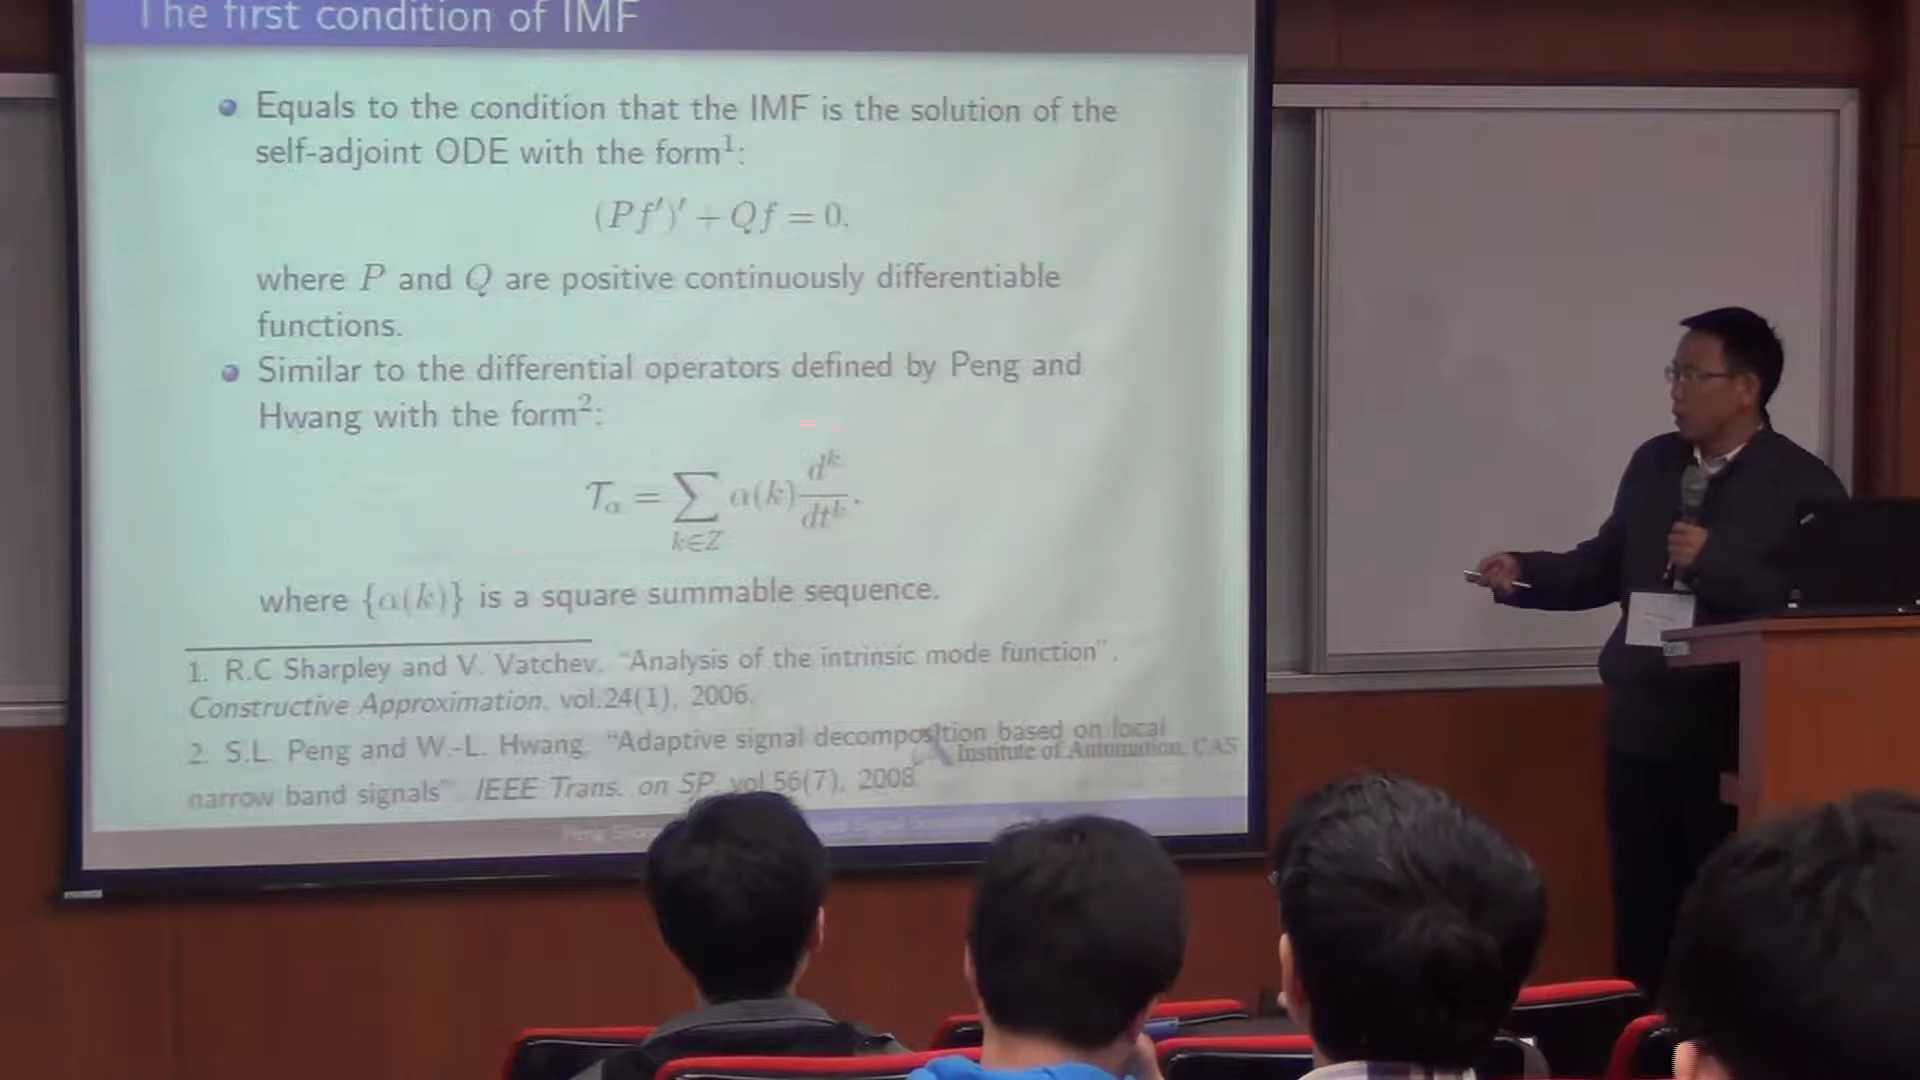 The first condition of IMF
Equals to the condition that the IMF is the solution of the
self-adjoint ODE with the form¹:
(Pf′)′ + Qf = 0,
where P and Q are positive continuously differentiable
functions.
Similar to the differential operators defined by Peng and
Hwang with the form²:
𝒯α = ∑k∈Z α(k) dᵏ/dtᵏ.
where {α(k)} is a square summable sequence.
1. R.C Sharpley and V. Vatchev. "Analysis of the intrinsic mode function".
Constructive Approximation, vol.24(1), 2006.
2. S.L. Peng and W.-L. Hwang. "Adaptive signal decomposition based on local
Institute of Automation, CAS
narrow band signals" IEEE Trans. on SP. vol 56(7), 2008
Peng